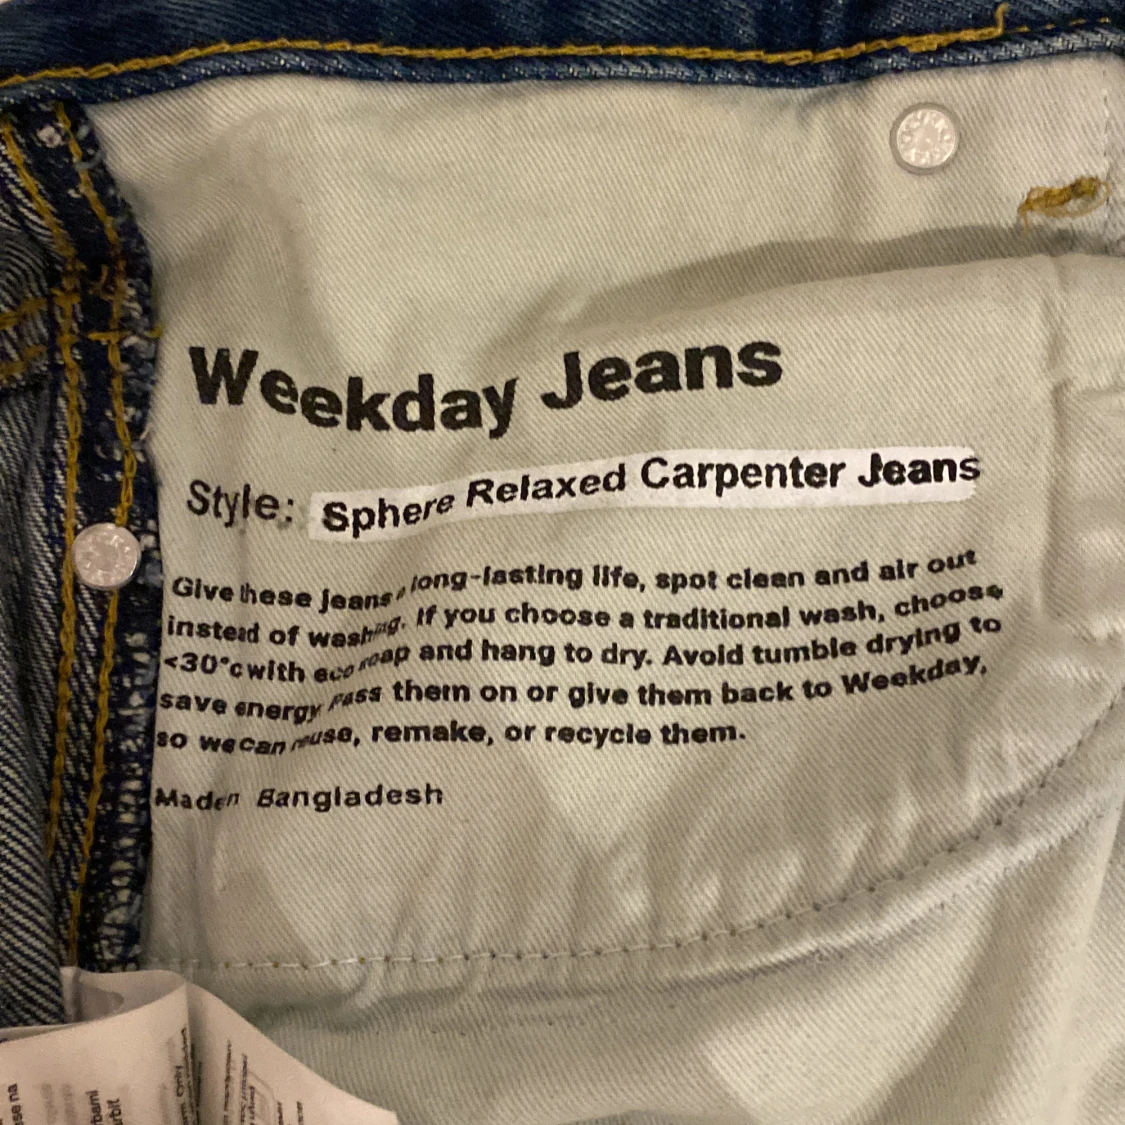 Weekday Jeans
Style: Sphere Relaxed Carpenter Jeans
Give these jeans a long-lasting life, spot clean and air out
instead of washing. If you choose a traditional wash, choose
<30°c with eco soap and hang to dry. Avoid tumble drying to
save energy pass them on or give them back to Weekday,
so we can reuse, remake, or recycle them.
Made in Bangladesh
only